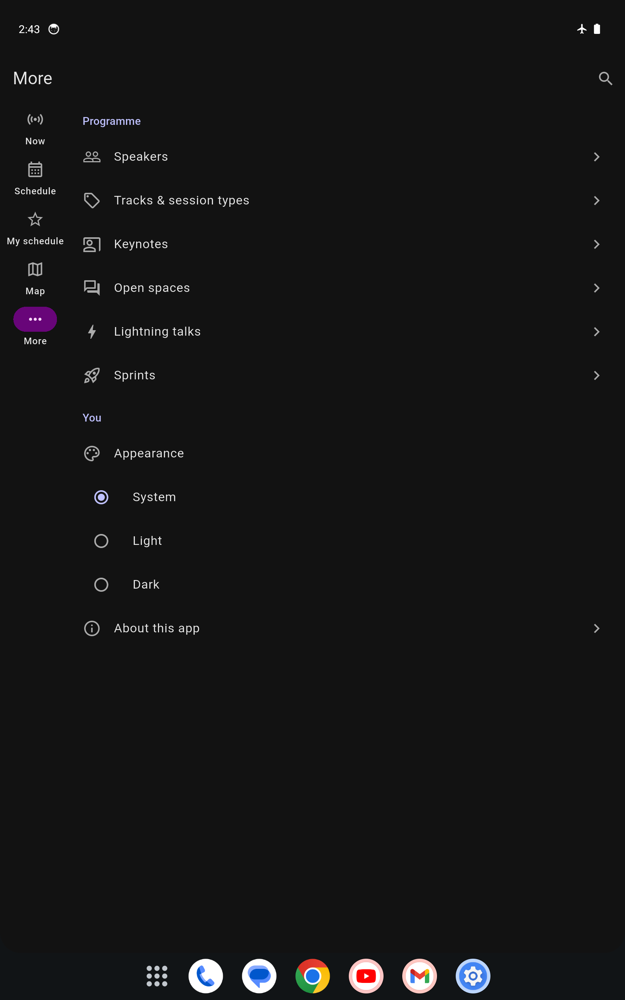 2:43
More
Now
Schedule
My schedule
Map
More
Programme
Speakers
Tracks & session types
Keynotes
Open spaces
Lightning talks
Sprints
You
Appearance
System
Light
Dark
About this app